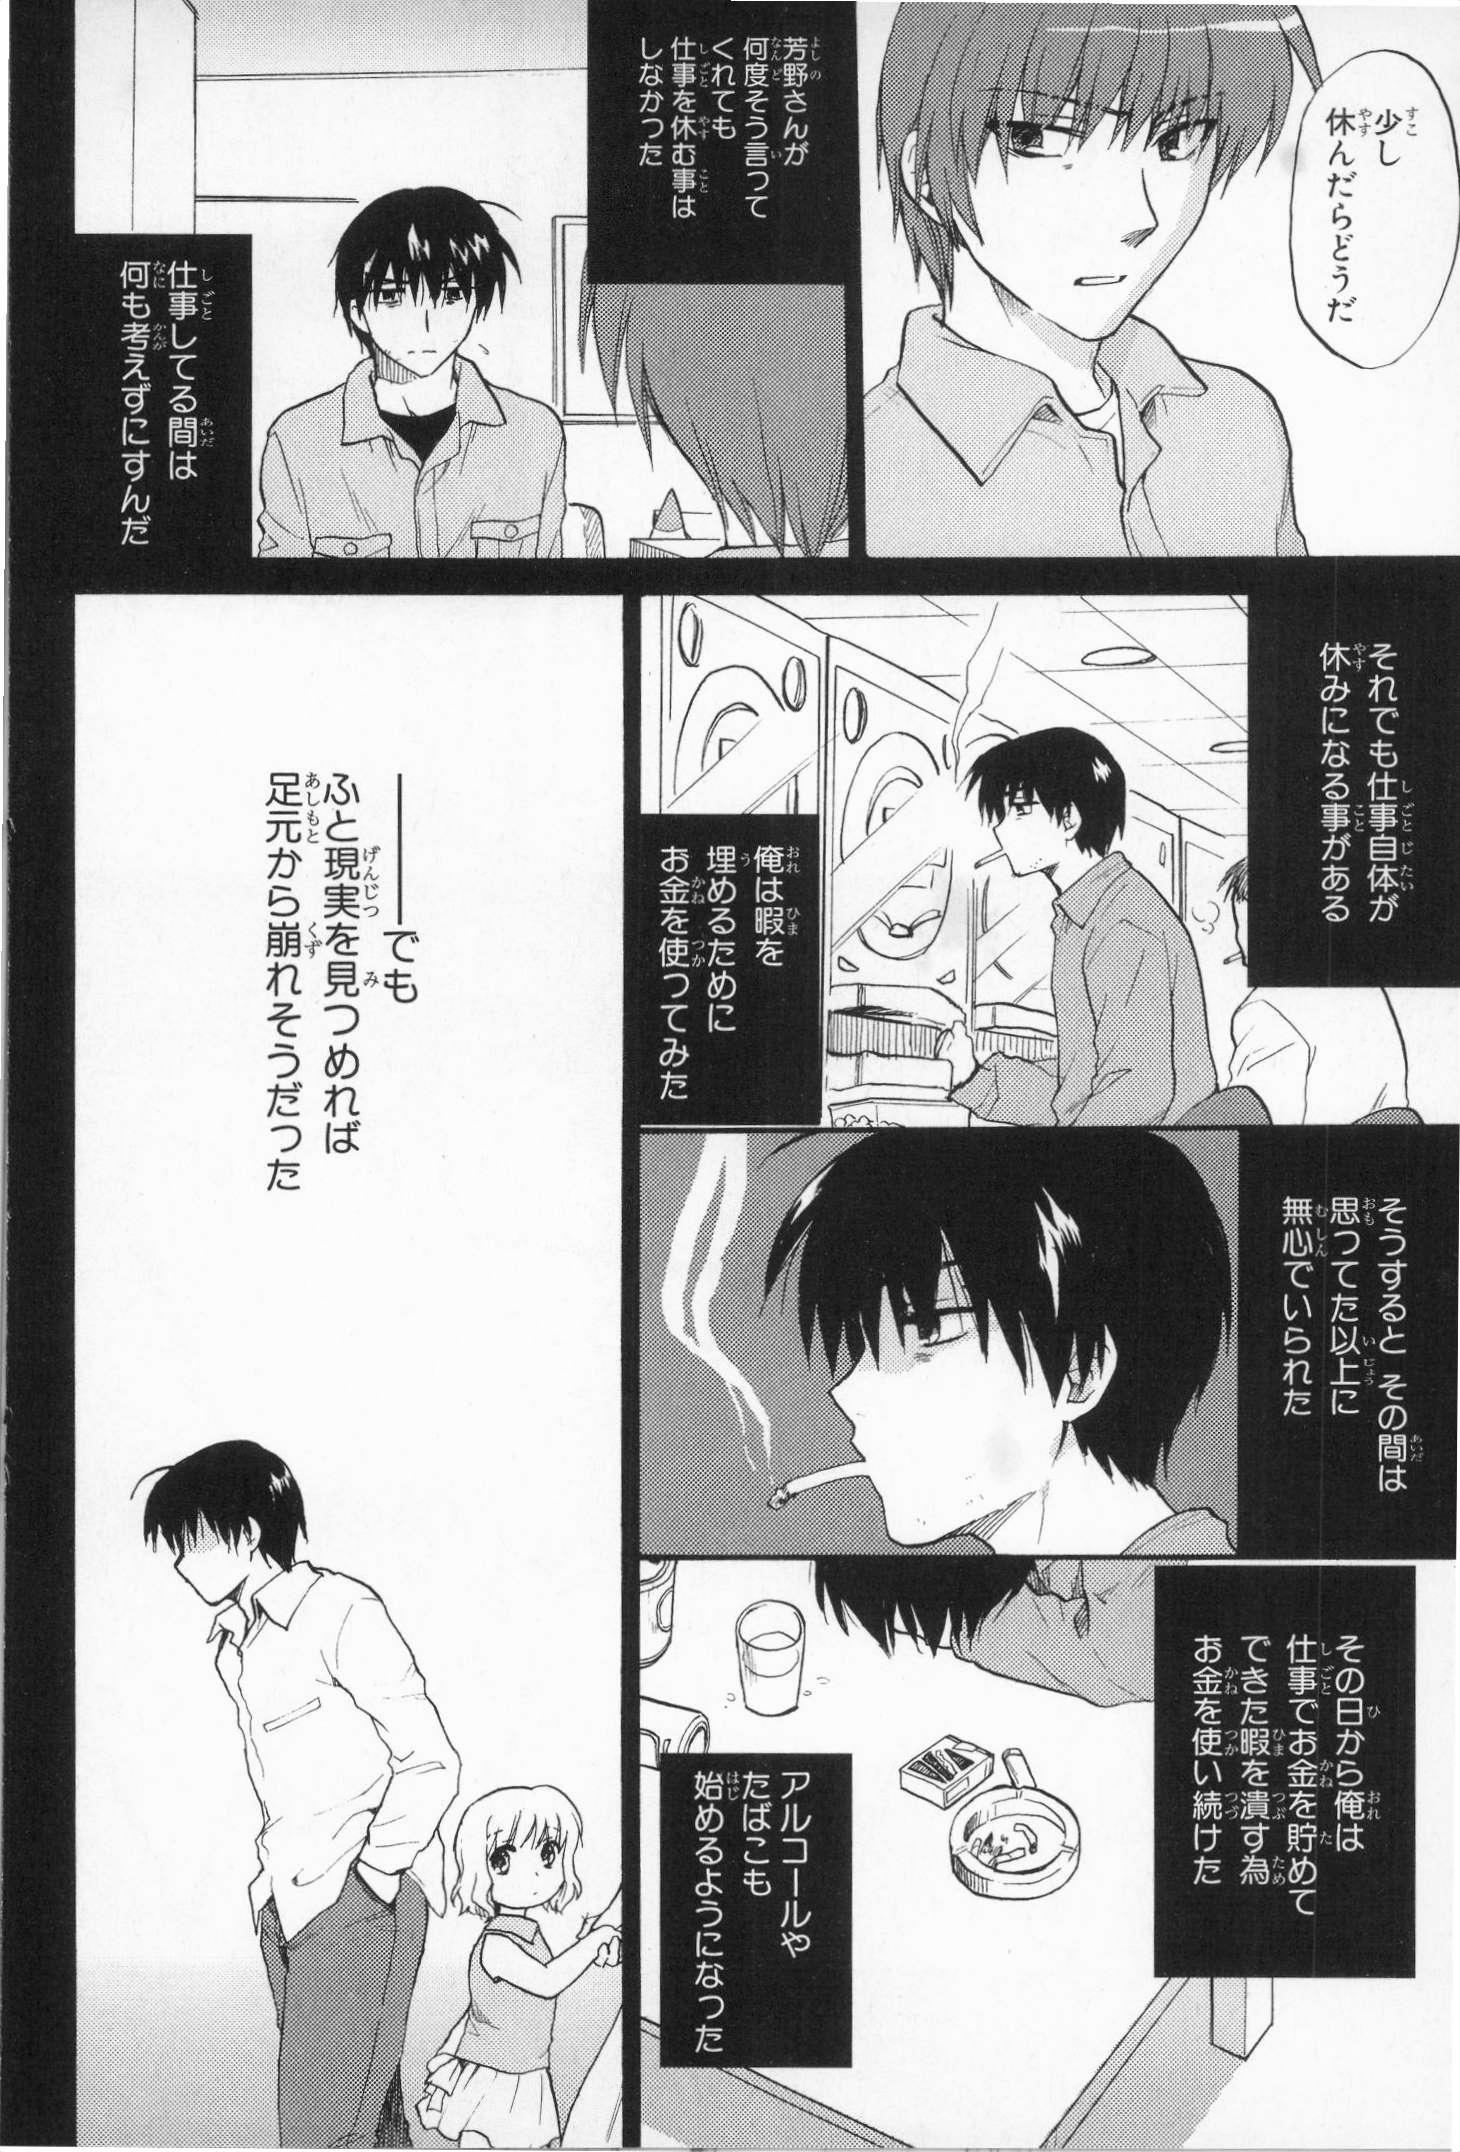 少し
休んだらどうだ
芳野さんが
何度そう言って
くれても
仕事を休む事は
しなかった
仕事してる間は
何も考えずにすんだ
それでも仕事自体が
休みになる事がある
俺は暇を
埋めるために
お金を使ってみた
そうすると その間は
思ってた以上に
無心でいられた
その日から俺は
仕事でお金を貯めて
できた暇を潰す為
お金を使い続けた
アルコールや
たばこも
始めるようになった
――でも
ふと現実を見つめれば
足元から崩れそうだった